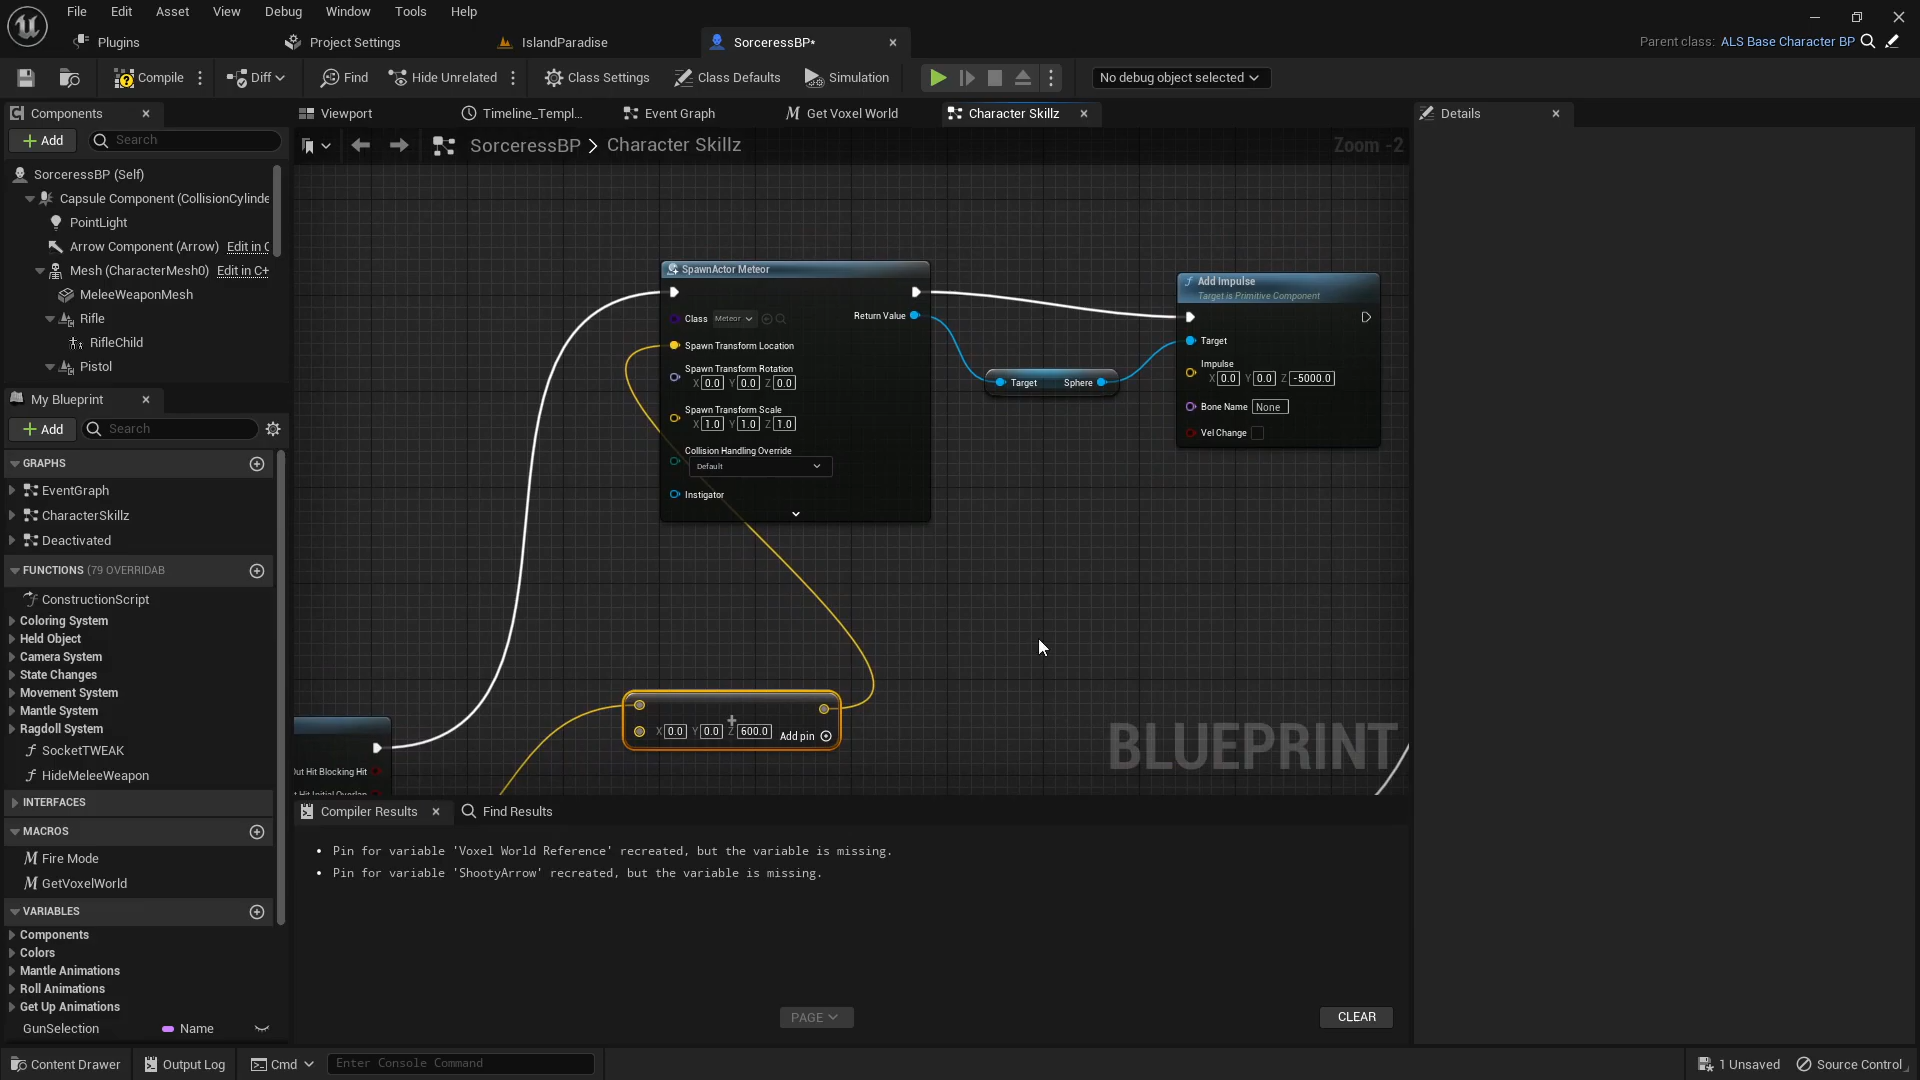 File Edit Asset View Debug Window Tools Help
Plugins Project Settings IslandParadise SorceressBP* Parent class: ALS Base Character BP
Compile Diff Find Hide Unrelated Class Settings Class Defaults Simulation No debug object selected
Components
Add Search
SorceressBP (Self)
Capsule Component (CollisionCylinde
PointLight
Arrow Component (Arrow) Edit in C
Mesh (CharacterMesh0) Edit in C+
MeleeWeaponMesh
Rifle
RifleChild
Pistol
My Blueprint
Add Search
GRAPHS
EventGraph
CharacterSkillz
Deactivated
FUNCTIONS (79 OVERRIDAB
ConstructionScript
Coloring System
Held Object
Camera System
State Changes
Movement System
Mantle System
Ragdoll System
SocketTWEAK
HideMeleeWeapon
INTERFACES
MACROS
Fire Mode
GetVoxelWorld
VARIABLES
Components
Colors
Mantle Animations
Roll Animations
Get Up Animations
GunSelection Name
Viewport Timeline_Templ... Event Graph Get Voxel World Character Skillz
SorceressBP > Character Skillz Zoom -2
SpawnActor Meteor
Class Meteor Return Value
Spawn Transform Location
Spawn Transform Rotation
X 0.0 Y 0.0 Z 0.0
Spawn Transform Scale
X 1.0 Y 1.0 Z 1.0
Collision Handling Override
Default
Instigator
Target Sphere
Add Impulse
Target is Primitive Component
Target
Impulse
X 0.0 Y 0.0 Z -5000.0
Bone Name None
Vel Change
+
X 0.0 Y 0.0 Z 600.0 Add pin
Out Hit Blocking Hit
t Hit Initial Overlap
BLUEPRINT
Compiler Results Find Results
• Pin for variable 'Voxel World Reference' recreated, but the variable is missing.
• Pin for variable 'ShootyArrow' recreated, but the variable is missing.
PAGE CLEAR
Details
Content Drawer Output Log Cmd Enter Console Command 1 Unsaved Source Control